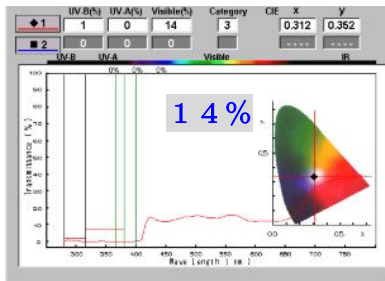 UV-B(%) UV-A(%) Visible(%) Category CIE x y
1 1 0 14 3 0.312 0.352
2 0 0 0 ---- ----
UV-B UV-A Visible IR
0% 0% 0%
14%
Transmittance (%)
100
90
80
70
60
50
40
30
0
300 350 400 450 500 550 600 650 700 750
Wave Length ( nm )
y
0.5
0.0 0.5 X